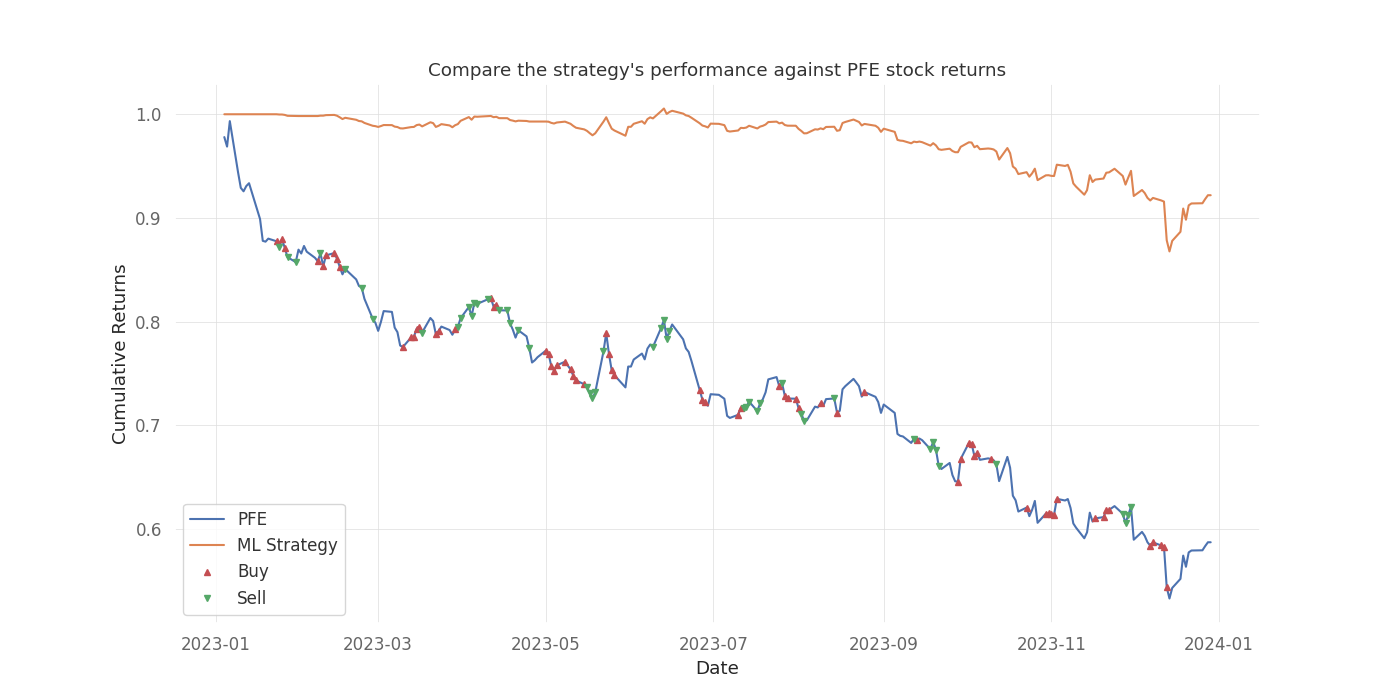 Compare the strategy's performance against PFE stock returns
Cumulative Returns
1.0
0.9
0.8
0.7
0.6
PFE
ML Strategy
Buy
Sell
2023-01 2023-03 2023-05 2023-07 2023-09 2023-11 2024-01
Date